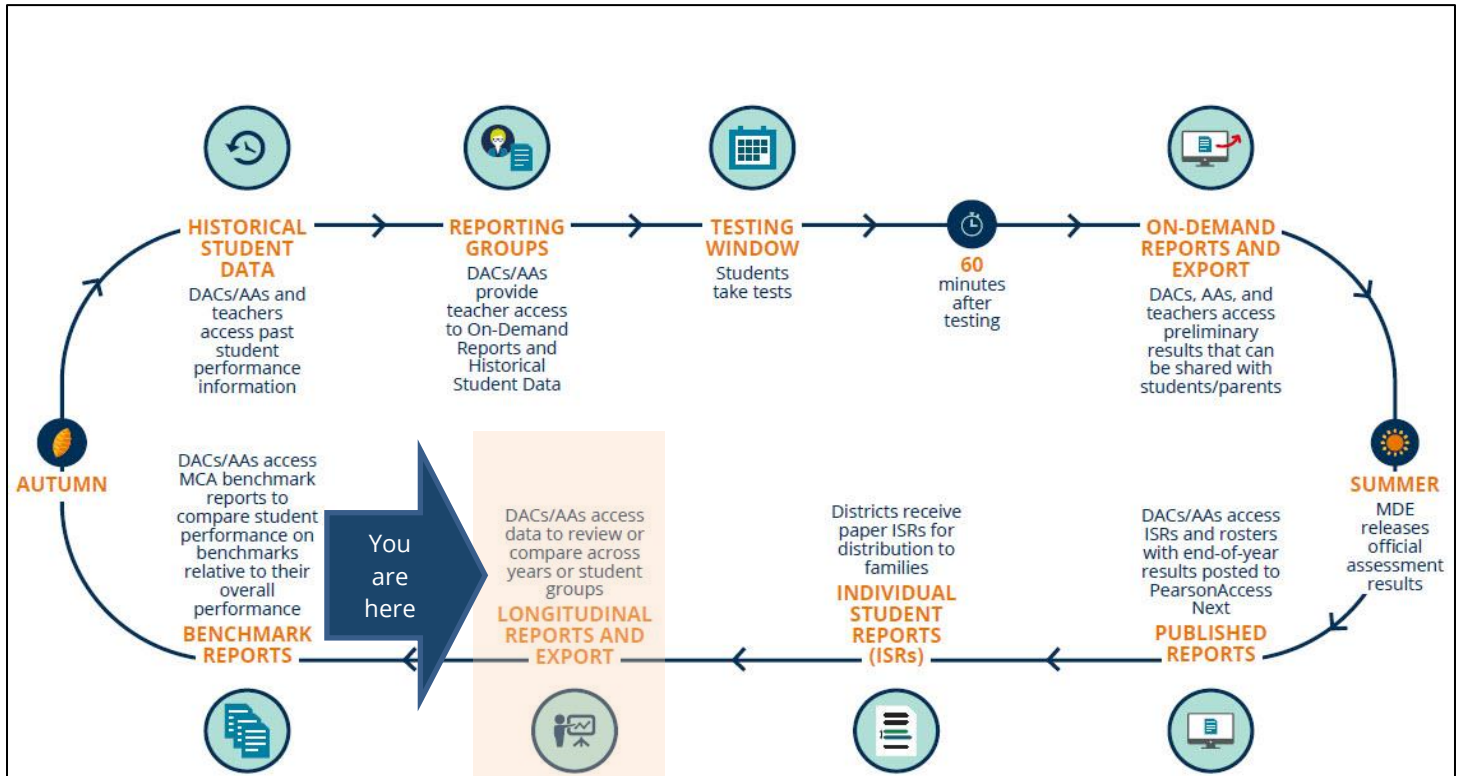 HISTORICAL
STUDENT
DATA
DACs/AAs and
teachers
access past
student
performance
information
REPORTING
GROUPS
DACs/AAs
provide
teacher access
to On-Demand
Reports and
Historical
Student Data
TESTING
WINDOW
Students
take tests
60
minutes
after
testing
ON-DEMAND
REPORTS AND
EXPORT
DACs, AAs, and
teachers access
preliminary
results that can
be shared with
students/parents
SUMMER
MDE
releases
official
assessment
results
DACs/AAs access
ISRs and rosters
with end-of-year
results posted to
PearsonAccess
Next
PUBLISHED
REPORTS
Districts receive
paper ISRs for
distribution to
families
INDIVIDUAL
STUDENT
REPORTS
(ISRs)
DACs/AAs access
data to review or
compare across
years or student
groups
LONGITUDINAL
REPORTS AND
EXPORT
You
are
here
DACs/AAs access
MCA benchmark
reports to
compare student
performance on
benchmarks
relative to their
overall
performance
BENCHMARK
REPORTS
AUTUMN